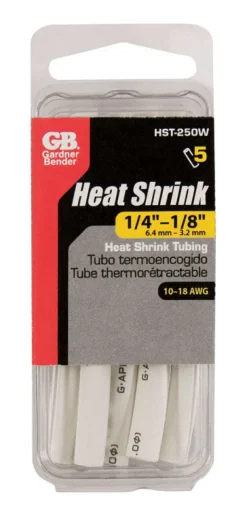 HST-250W
GB
Gardner
Bender
5
Heat Shrink
1/4"–1/8"
6.4 mm – 3.2 mm
Heat Shrink Tubing
Tubo termoencogido
Tube thermorétractable
10–18 AWG